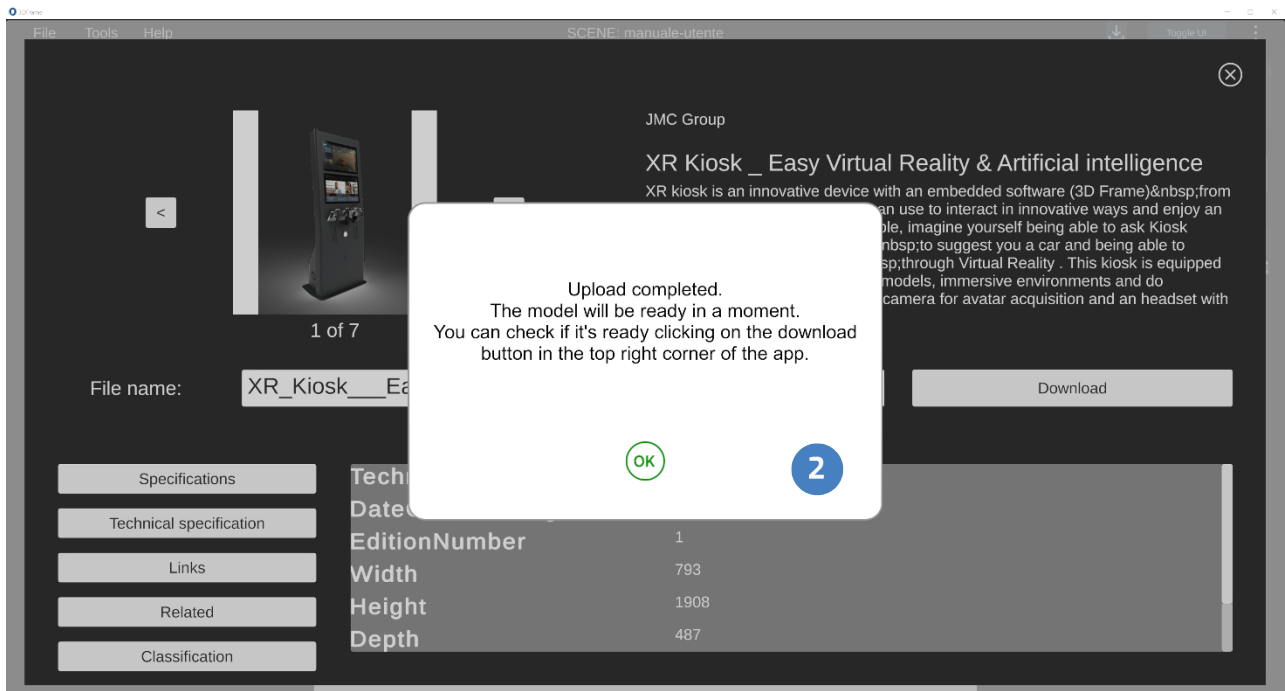 File Tools Help SCENE: manuale-utente Toggle UI
JMC Group
XR Kiosk _ Easy Virtual Reality & Artificial intelligence
XR kiosk is an innovative device with an embedded software (3D Frame)&nbsp;from
an use to interact in innovative ways and enjoy an
ple, imagine yourself being able to ask Kiosk
nbsp;to suggest you a car and being able to
sp;through Virtual Reality . This kiosk is equipped
models, immersive environments and do
camera for avatar acquisition and an headset with
<
1 of 7
Upload completed.
The model will be ready in a moment.
You can check if it's ready clicking on the download
button in the top right corner of the app.
OK
2
File name: XR_Kiosk___Ea Download
Specifications
Technical specification
Links
Related
Classification
Techn
Date
EditionNumber 1
Width 793
Height 1908
Depth 487